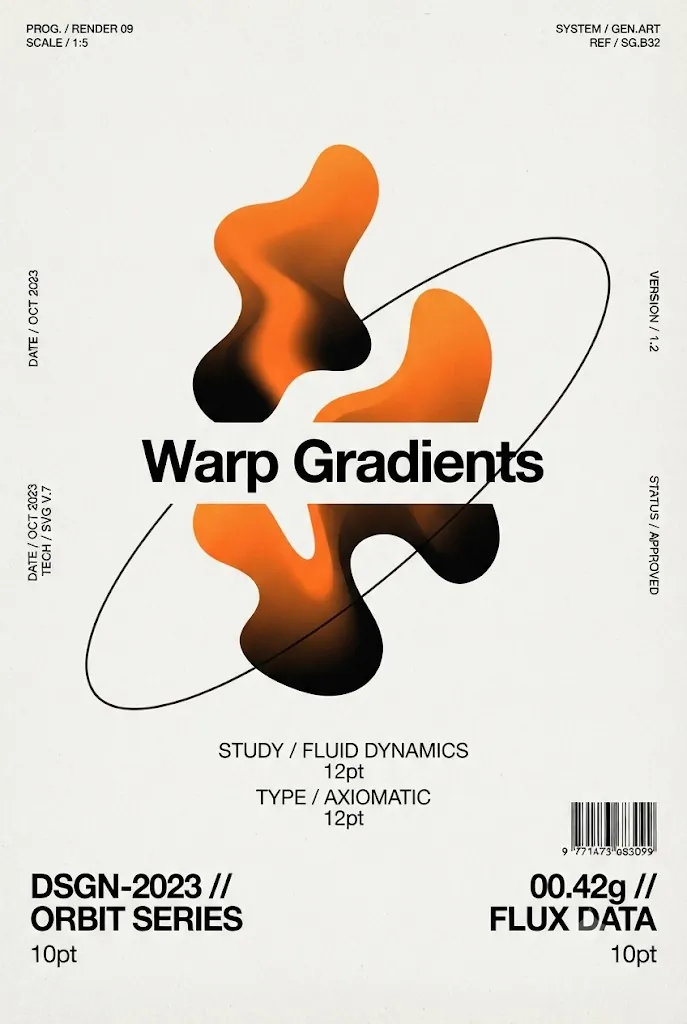 PROG. / RENDER 09
SCALE / 1:5
SYSTEM / GEN.ART
REF / SG.B32
DATE / OCT 2023
VERSION / 1.2
Warp Gradients
DATE / OCT 2023
TECH / SVG V.7
STATUS / APPROVED
STUDY / FLUID DYNAMICS
12pt
TYPE / AXIOMATIC
12pt
9 771473 GS3099
DSGN-2023 //
ORBIT SERIES
10pt
00.42g //
FLUX DATA
10pt